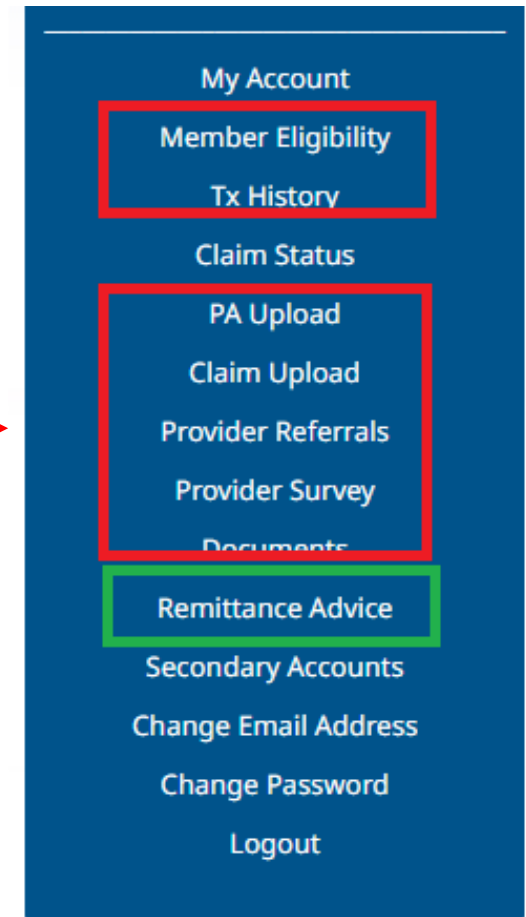 My Account
Member Eligibility
Tx History
Claim Status
PA Upload
Claim Upload
Provider Referrals
Provider Survey
Documents
Remittance Advice
Secondary Accounts
Change Email Address
Change Password
Logout